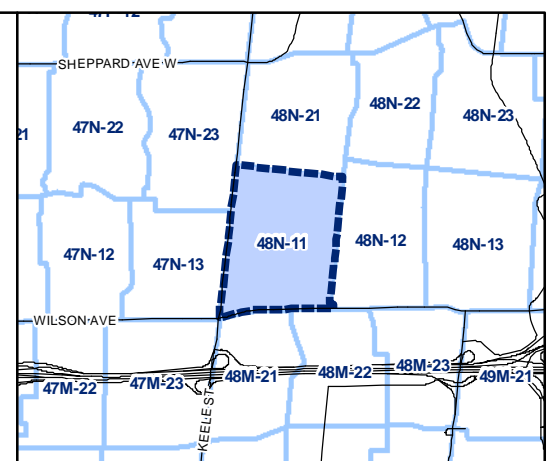 SHEPPARD AVE W
48N-21
48N-22
48N-23
21
47N-22
47N-23
48N-11
48N-12
48N-13
47N-12
47N-13
WILSON AVE
47M-22
47M-23
48M-21
48M-22
48M-23
49M-21
KEELE ST